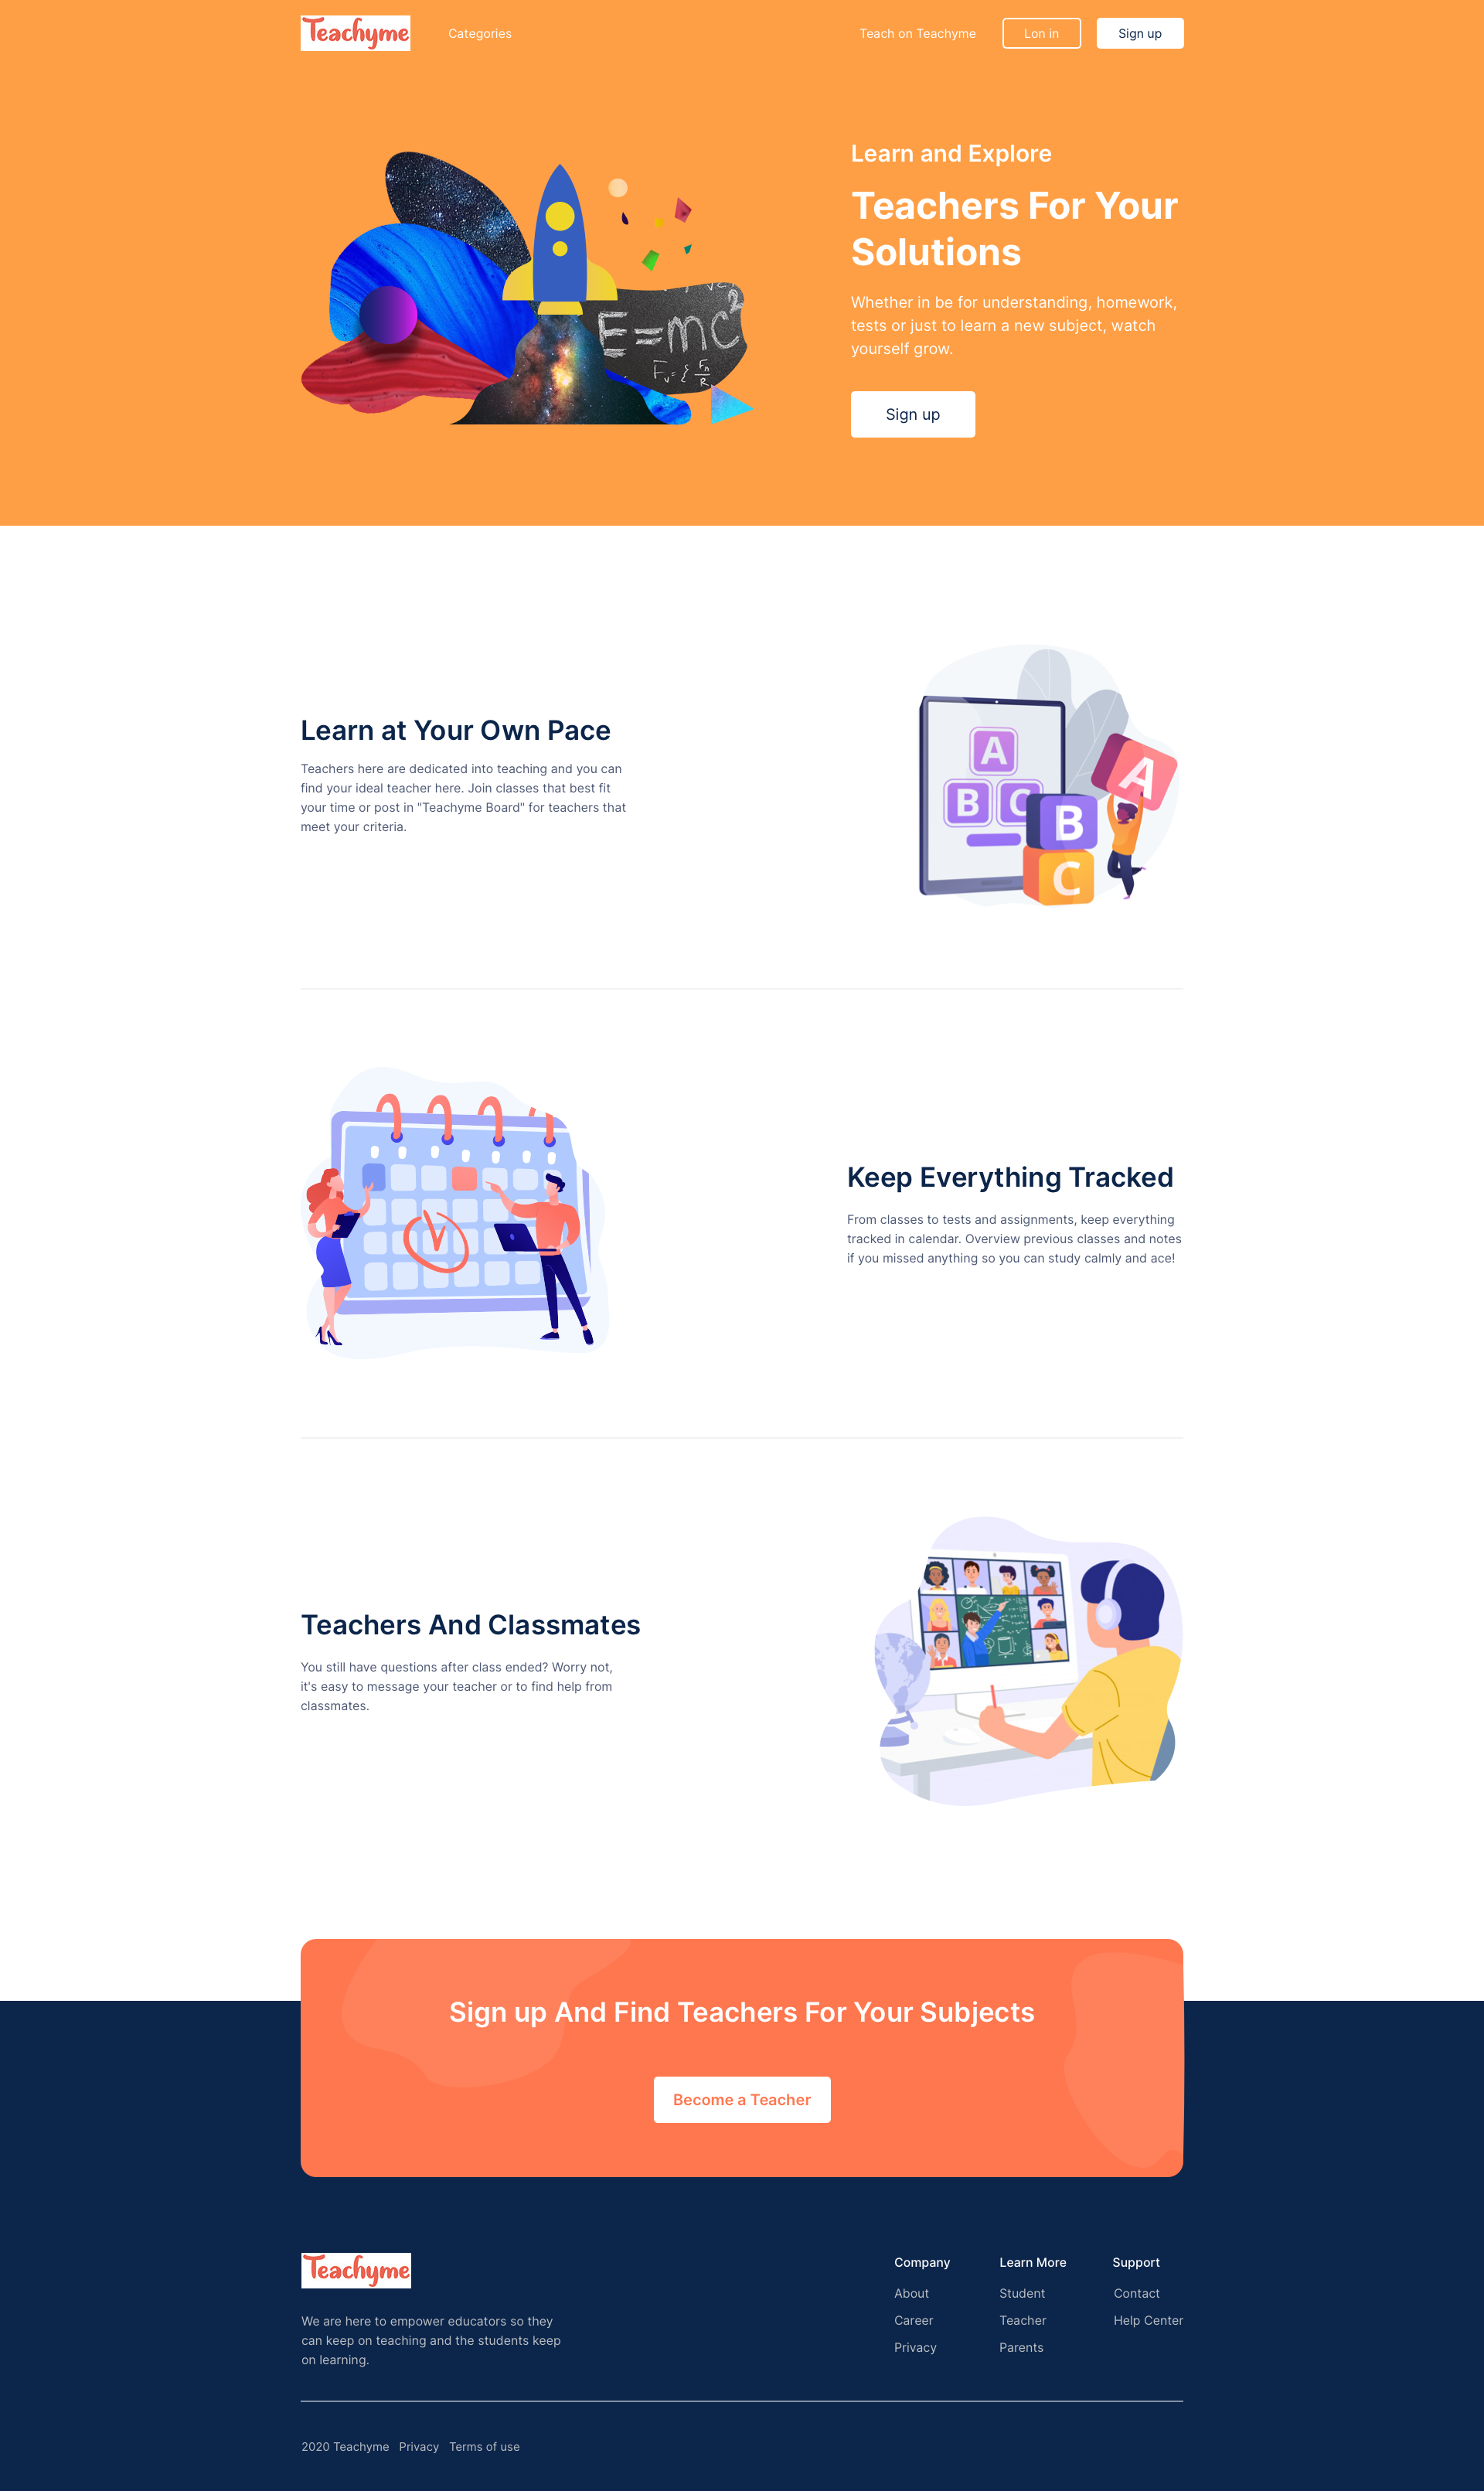 Teachyme
Categories
Teach on Teachyme
Lon in
Sign up
Learn and Explore
Teachers For Your
Solutions
Whether in be for understanding, homework,
tests or just to learn a new subject, watch
yourself grow.
Sign up
E=mc²
Learn at Your Own Pace
Teachers here are dedicated into teaching and you can
find your ideal teacher here. Join classes that best fit
your time or post in "Teachyme Board" for teachers that
meet your criteria.
A
B C
A
B
C
Keep Everything Tracked
From classes to tests and assignments, keep everything
tracked in calendar. Overview previous classes and notes
if you missed anything so you can study calmly and ace!
Teachers And Classmates
You still have questions after class ended? Worry not,
it's easy to message your teacher or to find help from
classmates.
Sign up And Find Teachers For Your Subjects
Become a Teacher
Teachyme
We are here to empower educators so they
can keep on teaching and the students keep
on learning.
Company
About
Career
Privacy
Learn More
Student
Teacher
Parents
Support
Contact
Help Center
2020 Teachyme Privacy Terms of use